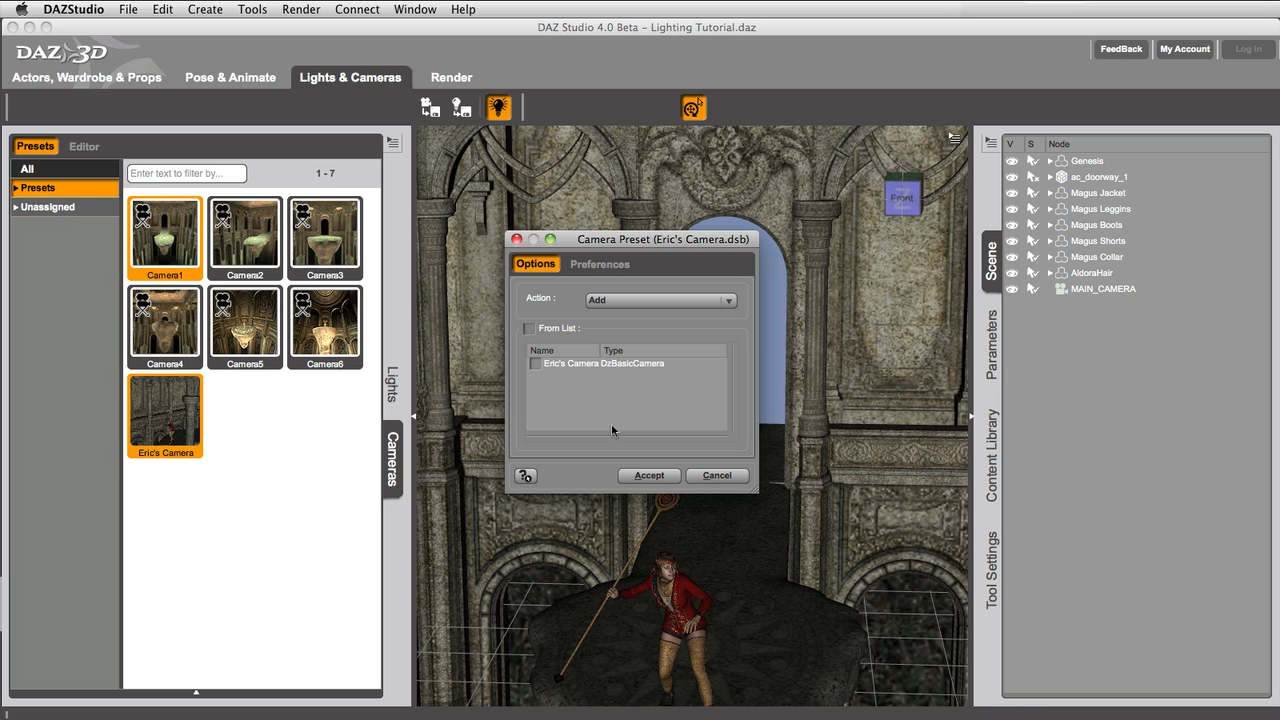 DAZStudio File Edit Create Tools Render Connect Window Help
DAZ Studio 4.0 Beta – Lighting Tutorial.daz
DAZ 3D
FeedBack My Account Log In
Actors, Wardrobe & Props Pose & Animate Lights & Cameras Render
Presets Editor
All
Presets
Unassigned
Enter text to filter by... 1 - 7
Camera1 Camera2 Camera3
Camera4 Camera5 Camera6
Eric's Camera
Lights
Cameras
Front
Camera Preset (Eric's Camera.dsb)
Options Preferences
Action : Add
From List :
Name Type
Eric's Camera DzBasicCamera
Accept Cancel
Scene
Parameters
Content Library
Tool Settings
V S Node
Genesis
ac_doorway_1
Magus Jacket
Magus Leggins
Magus Boots
Magus Shorts
Magus Collar
AldoraHair
MAIN_CAMERA